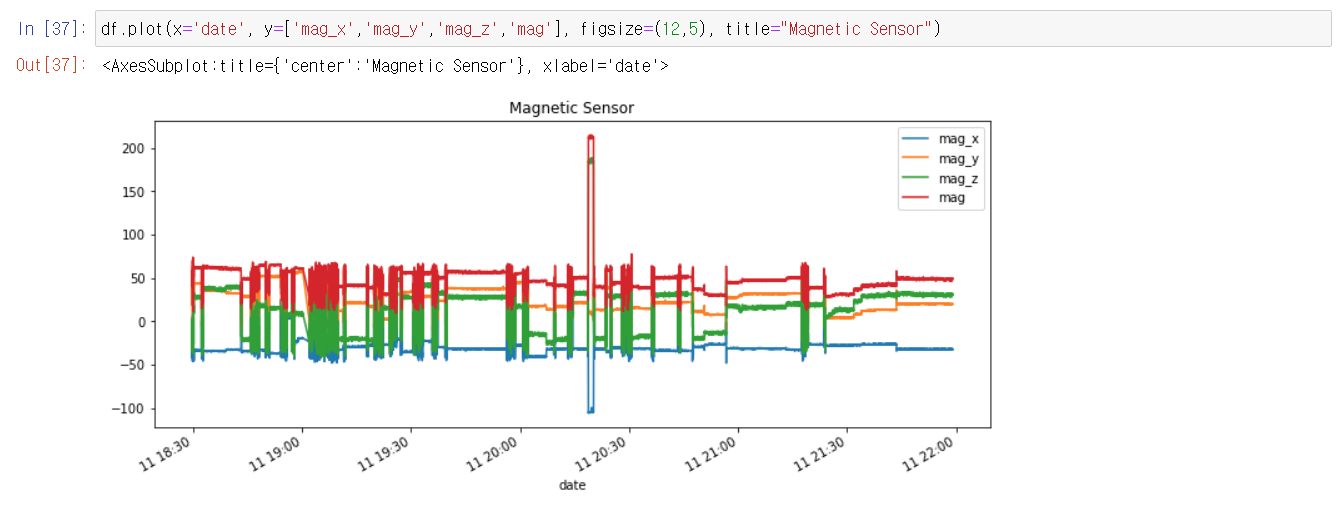 In [37]: df.plot(x='date', y=['mag_x','mag_y','mag_z','mag'], figsize=(12,5), title="Magnetic Sensor")
Out[37]: <AxesSubplot:title={'center':'Magnetic Sensor'}, xlabel='date'>
Magnetic Sensor
mag_x
mag_y
mag_z
mag
200
150
100
50
0
−50
−100
11 18:30
11 19:00
11 19:30
11 20:00
11 20:30
11 21:00
11 21:30
11 22:00
date